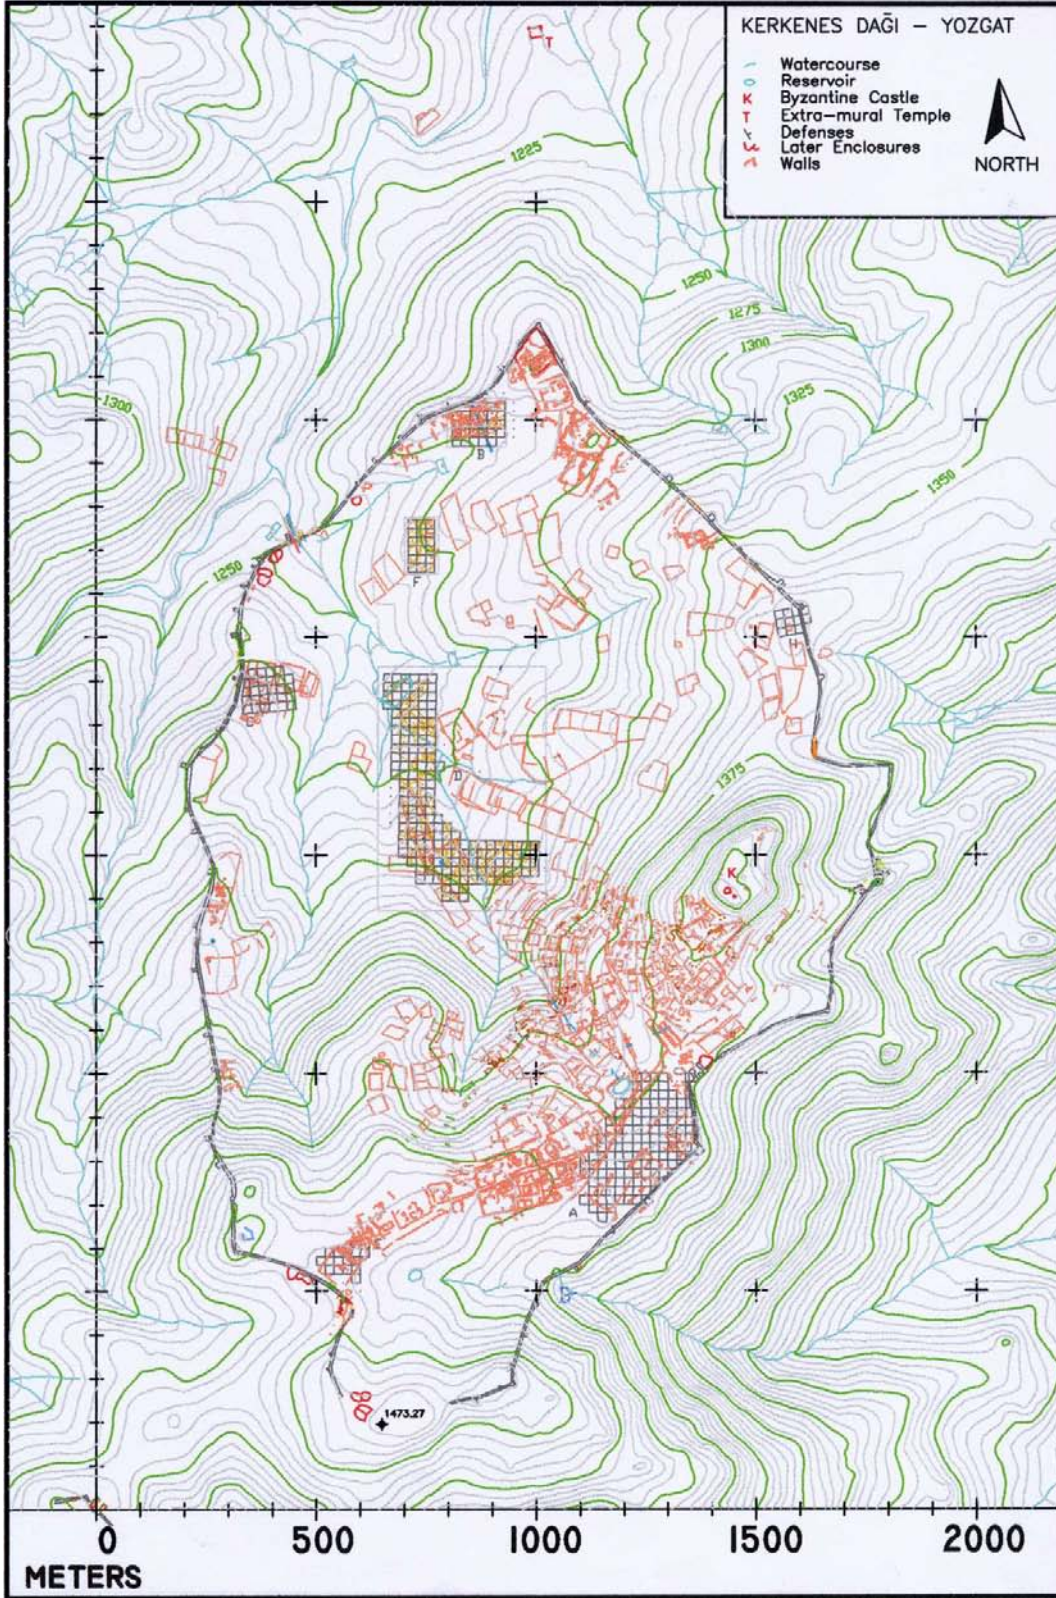 KERKENES DAĞI – YOZGAT
Watercourse
Reservoir
K Byzantine Castle
T Extra-mural Temple
Defenses
Later Enclosures
Walls
NORTH
T
1225
1250
1275
1300
1325
1300
1350
B
F
1250
D
1375
K
A
1473.27
0 500 1000 1500 2000
METERS